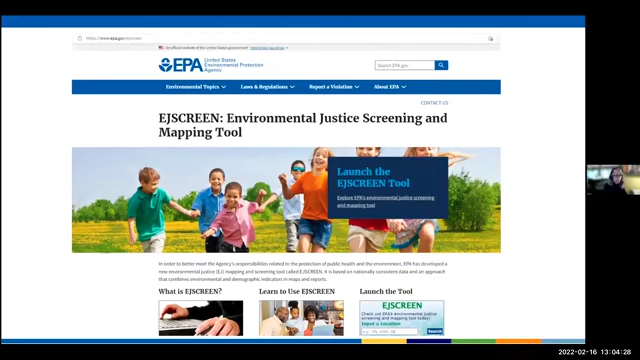 https://www.epa.gov/ejscreen
An official website of the United States government
EPA
United States
Environmental Protection
Agency
Search EPA.gov
Environmental Topics
Laws & Regulations
Report a Violation
About EPA
CONTACT US
EJSCREEN: Environmental Justice Screening and
Mapping Tool
Launch the
EJSCREEN Tool
Explore EPA's environmental justice screening
and mapping tool
In order to better meet the Agency's responsibilities related to the protection of public health and the environment, EPA has developed a
new environmental justice (EJ) mapping and screening tool called EJSCREEN. It is based on nationally consistent data and an approach
that combines environmental and demographic indicators in maps and reports.
What is EJSCREEN?
Learn to Use EJSCREEN
Launch the Tool
EJSCREEN
Check out EPA's environmental justice
screening and mapping tool today!
Input a Location
Search
2022-02-16 13:04:28